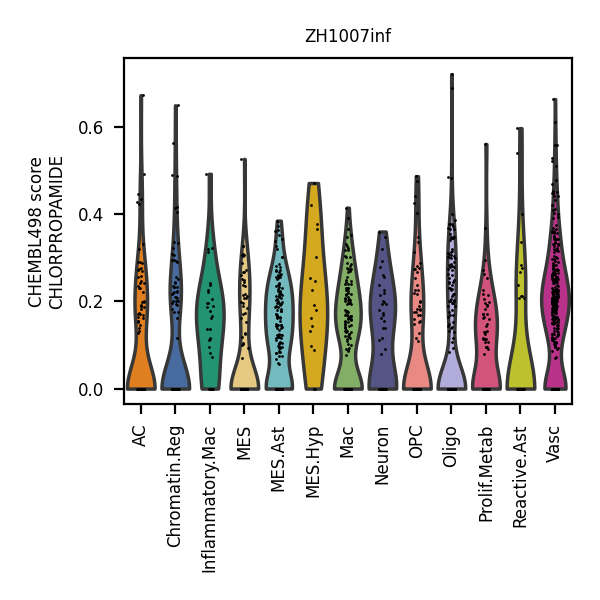 ZH1007inf
CHEMBL498 score
CHLORPROPAMIDE
0.6
0.4
0.2
0.0
AC
Chromatin.Reg
Inflammatory.Mac
MES
MES.Ast
MES.Hyp
Mac
Neuron
OPC
Oligo
Prolif.Metab
Reactive.Ast
Vasc